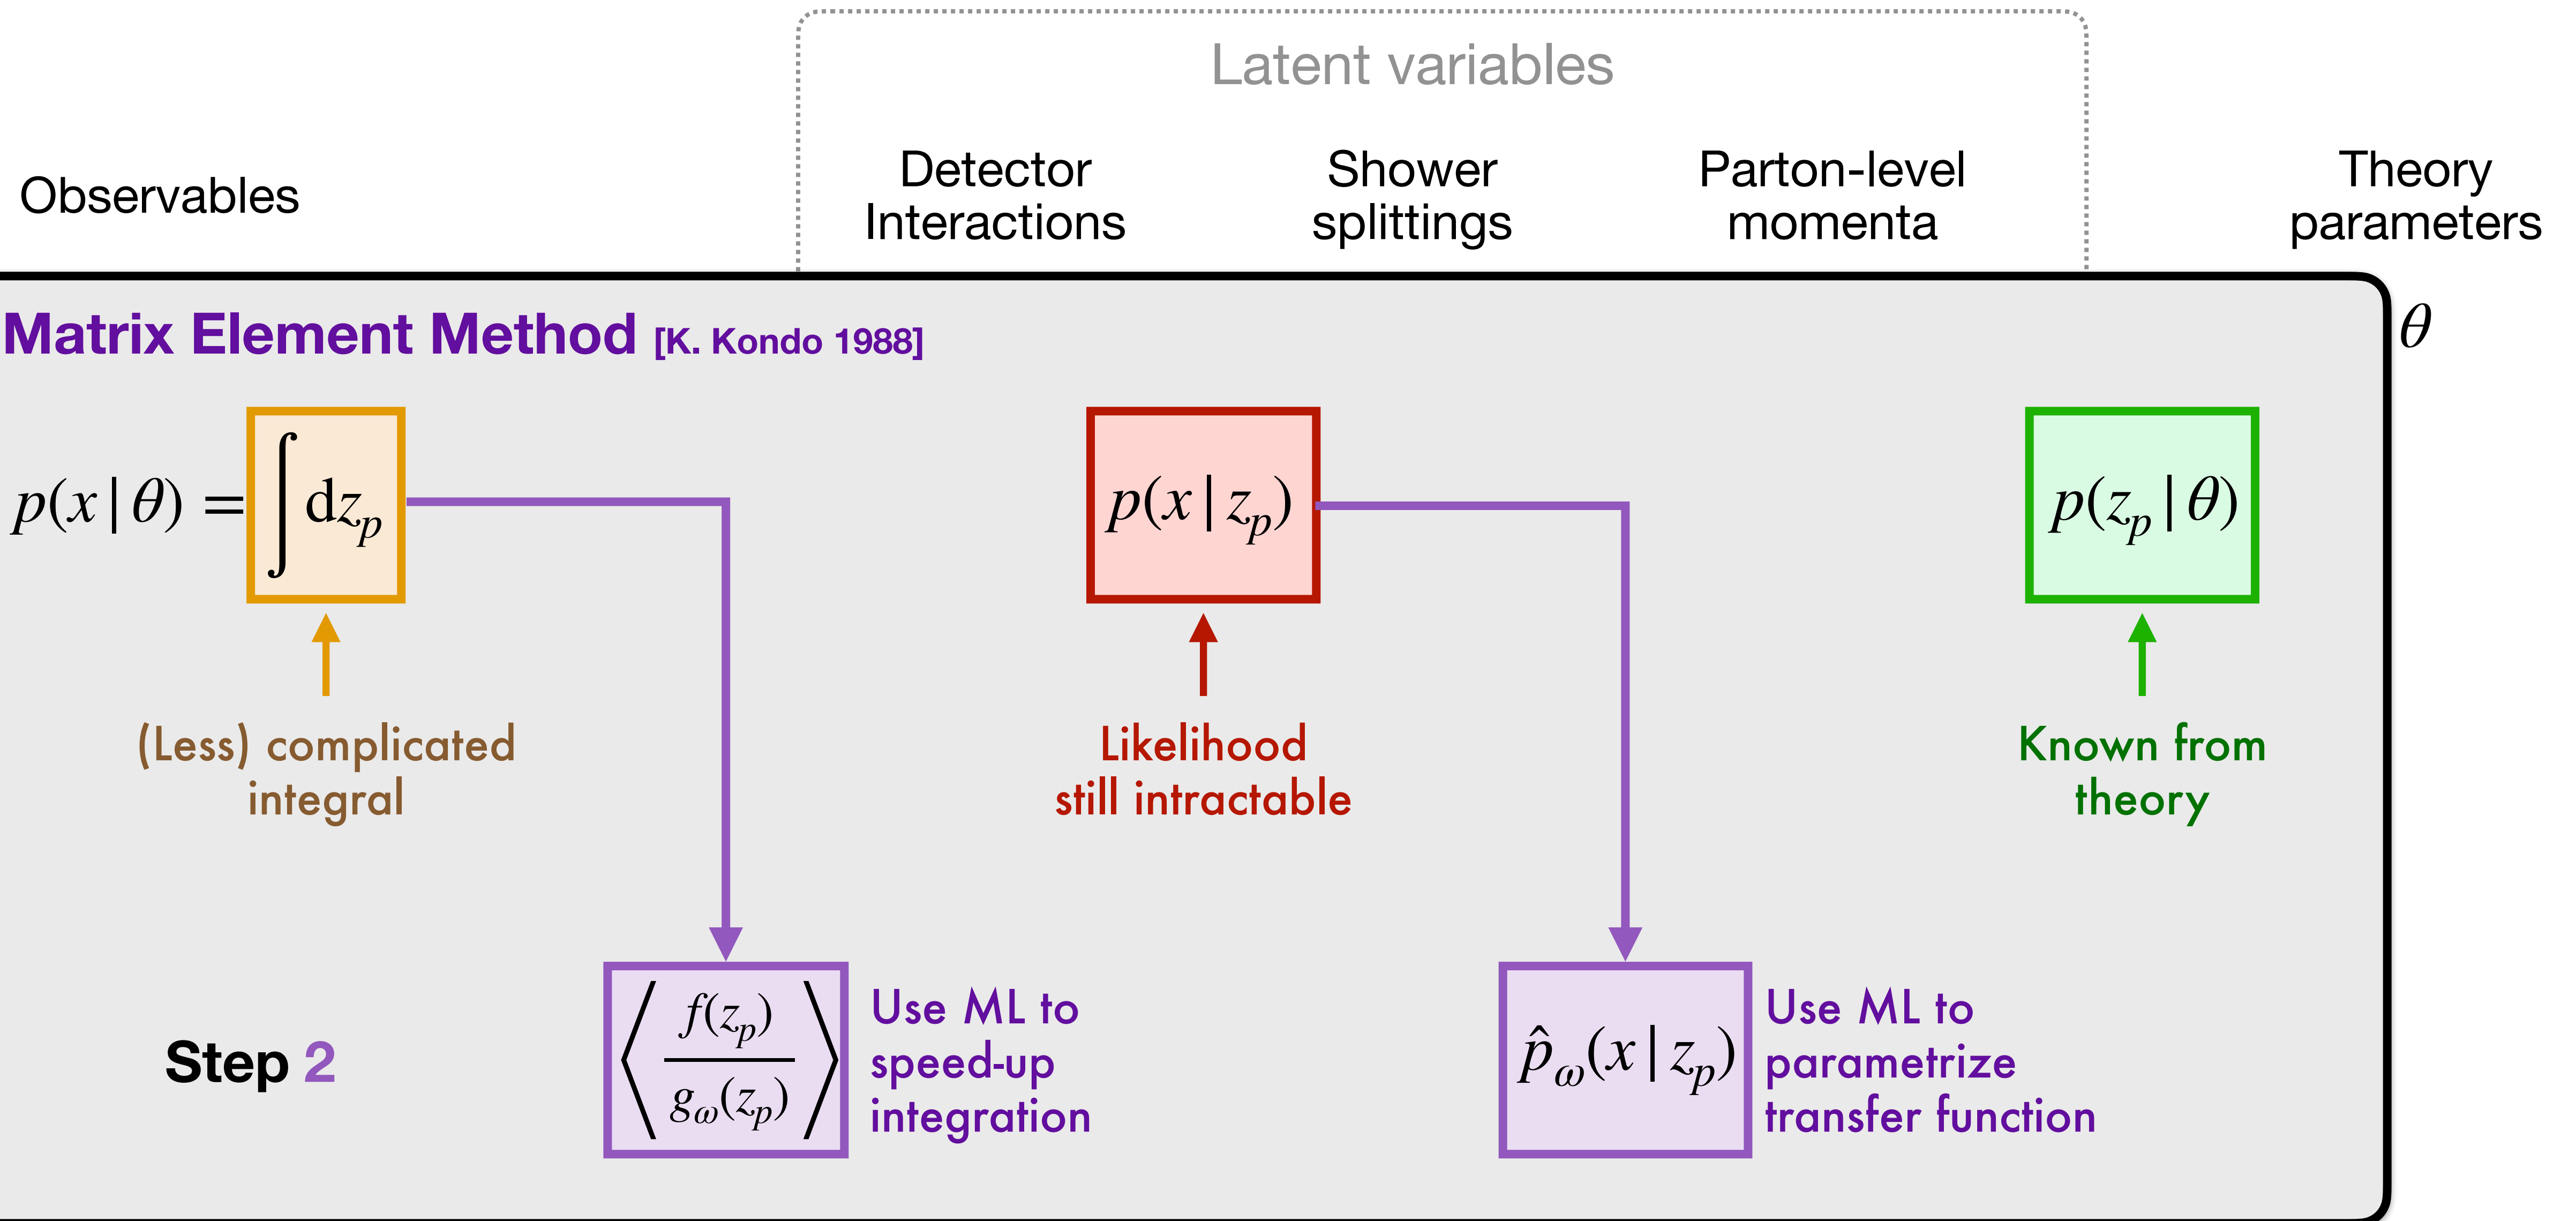 Latent variables
Observables
Detector
Interactions
Shower
splittings
Parton-level
momenta
Theory
parameters
Matrix Element Method [K. Kondo 1988]
θ
p(x | θ) = ∫ dz_p
p(x | z_p)
p(z_p | θ)
(Less) complicated
integral
Likelihood
still intractable
Known from
theory
Step 2
⟨ f(z_p) / g_ω(z_p) ⟩
Use ML to
speed-up
integration
p̂_ω(x | z_p)
Use ML to
parametrize
transfer function